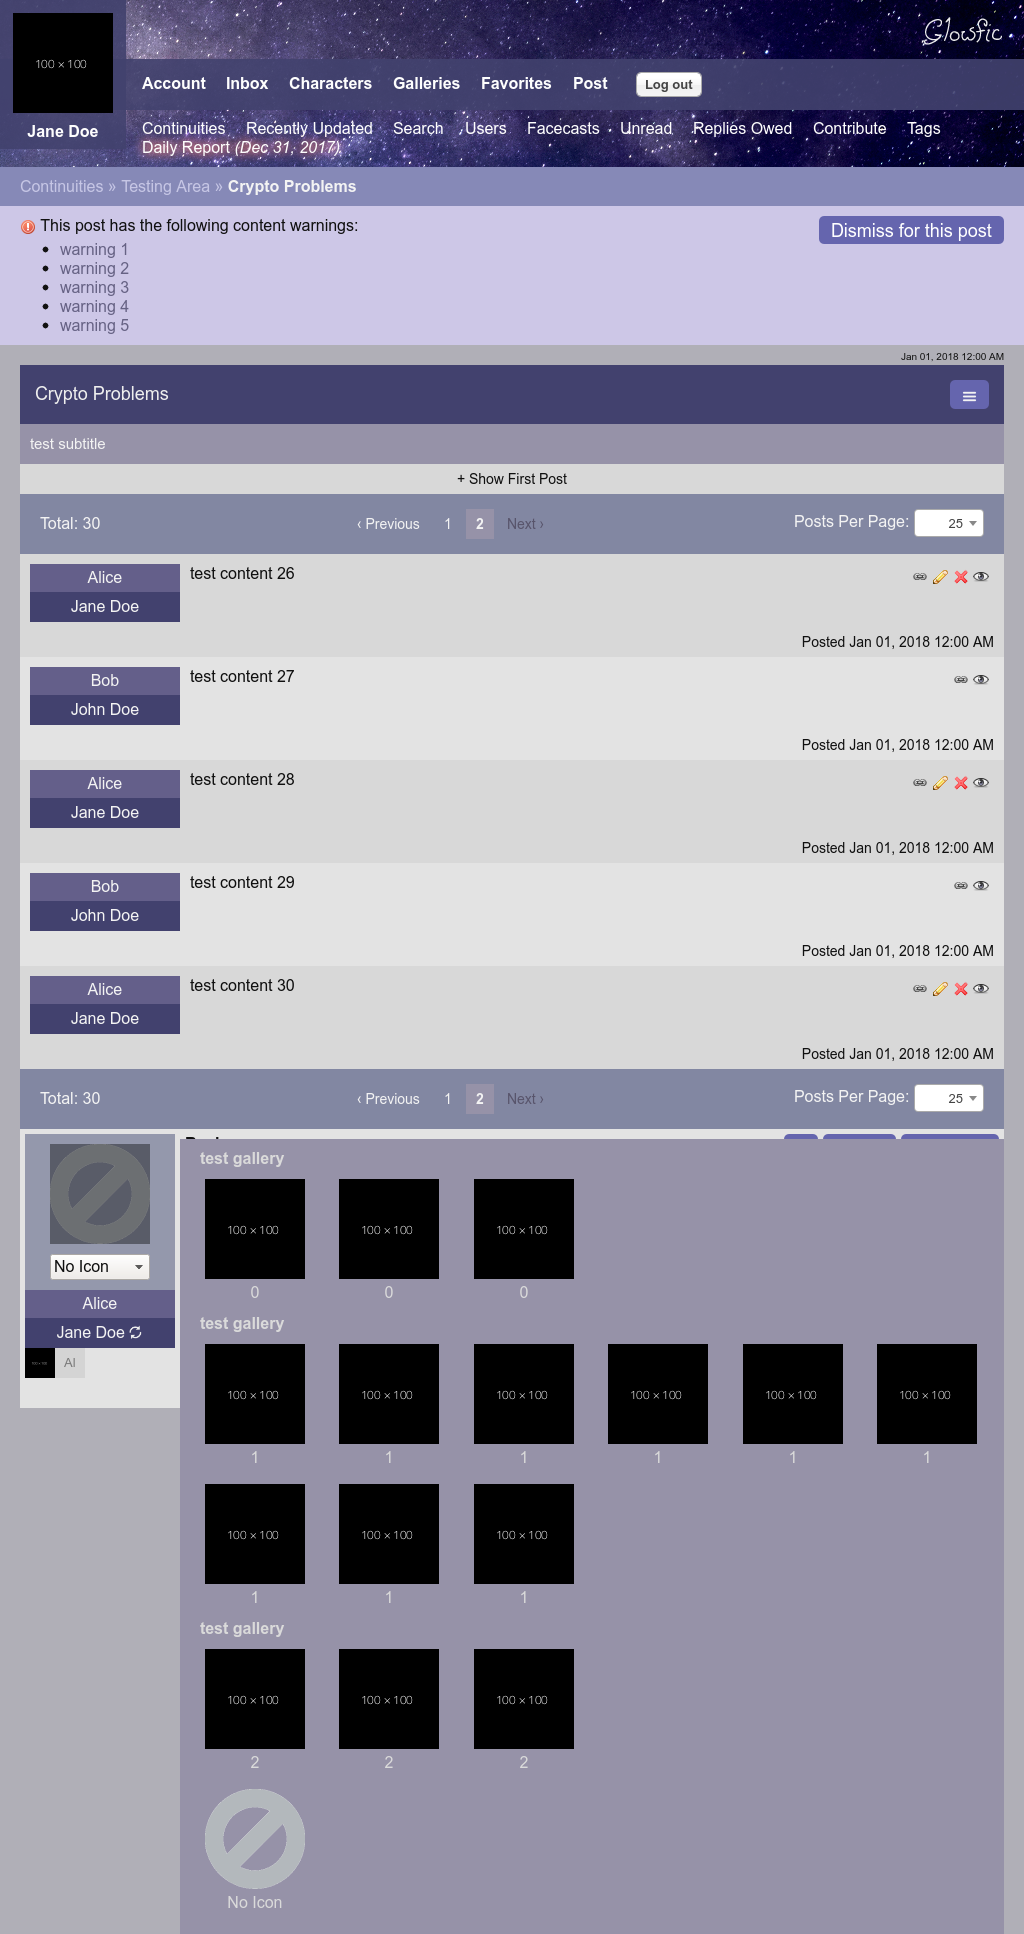 100 × 100
Glowfic
Account Inbox Characters Galleries Favorites Post Log out
Jane Doe
Continuities Recently Updated Search Users Facecasts Unread Replies Owed Contribute Tags
Daily Report (Dec 31, 2017)
Continuities » Testing Area » Crypto Problems
This post has the following content warnings:
Dismiss for this post
warning 1
warning 2
warning 3
warning 4
warning 5
Jan 01, 2018 12:00 AM
Crypto Problems
test subtitle
+ Show First Post
Total: 30 ‹ Previous 1 2 Next › Posts Per Page: 25
Alice
Jane Doe
test content 26
Posted Jan 01, 2018 12:00 AM
Bob
John Doe
test content 27
Posted Jan 01, 2018 12:00 AM
Alice
Jane Doe
test content 28
Posted Jan 01, 2018 12:00 AM
Bob
John Doe
test content 29
Posted Jan 01, 2018 12:00 AM
Alice
Jane Doe
test content 30
Posted Jan 01, 2018 12:00 AM
Total: 30 ‹ Previous 1 2 Next › Posts Per Page: 25
No Icon
Alice
Jane Doe
Al
test gallery
100 × 100 100 × 100 100 × 100
0 0 0
test gallery
100 × 100 100 × 100 100 × 100 100 × 100 100 × 100 100 × 100
1 1 1 1 1 1
100 × 100 100 × 100 100 × 100
1 1 1
test gallery
100 × 100 100 × 100 100 × 100
2 2 2
No Icon